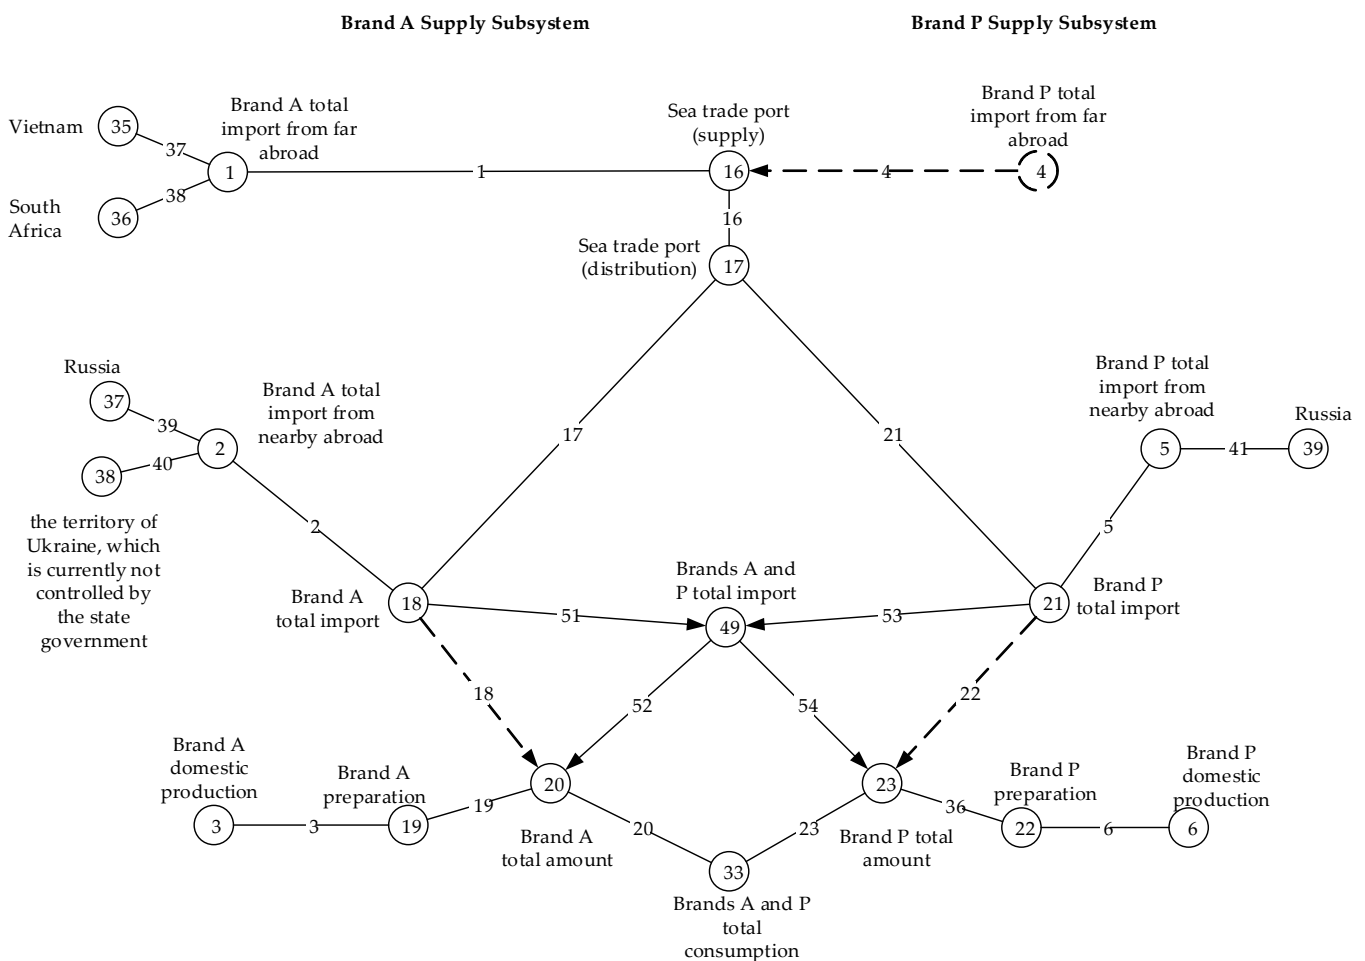 Brand A Supply Subsystem
Brand P Supply Subsystem
Vietnam
35
37
Brand A total
import from far
abroad
1
1
South
Africa
36
38
Sea trade port
(supply)
16
4
Brand P total
import from far
abroad
4
16
Sea trade port
(distribution)
17
Russia
37
39
Brand A total
import from
nearby abroad
2
38
40
the territory of
Ukraine, which
is currently not
controlled by
the state
government
2
17
21
Brand P total
import from
nearby abroad
5
41
Russia
39
5
Brand A
total import
18
51
Brands A and
P total import
49
53
21
Brand P
total import
18
52
54
22
Brand A
domestic
production
3
3
Brand A
preparation
19
19
20
Brand A
total amount
20
33
Brands A and P
total
consumption
23
23
Brand P total
amount
36
Brand P
preparation
22
6
Brand P
domestic
production
6